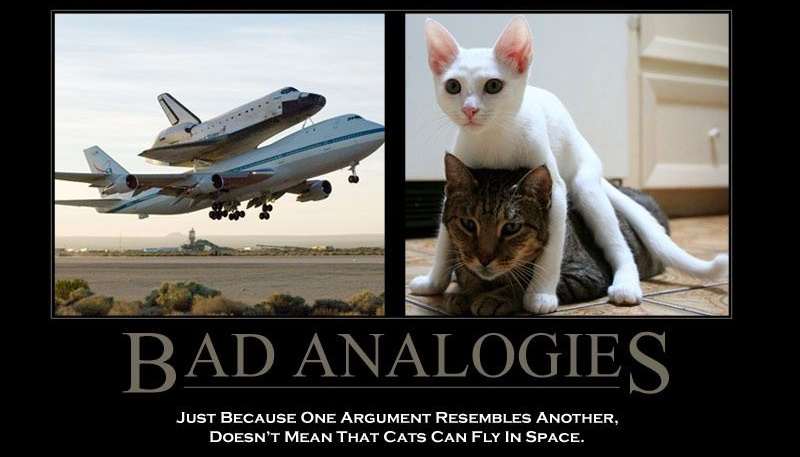 BAD ANALOGIES
JUST BECAUSE ONE ARGUMENT RESEMBLES ANOTHER,
DOESN'T MEAN THAT CATS CAN FLY IN SPACE.